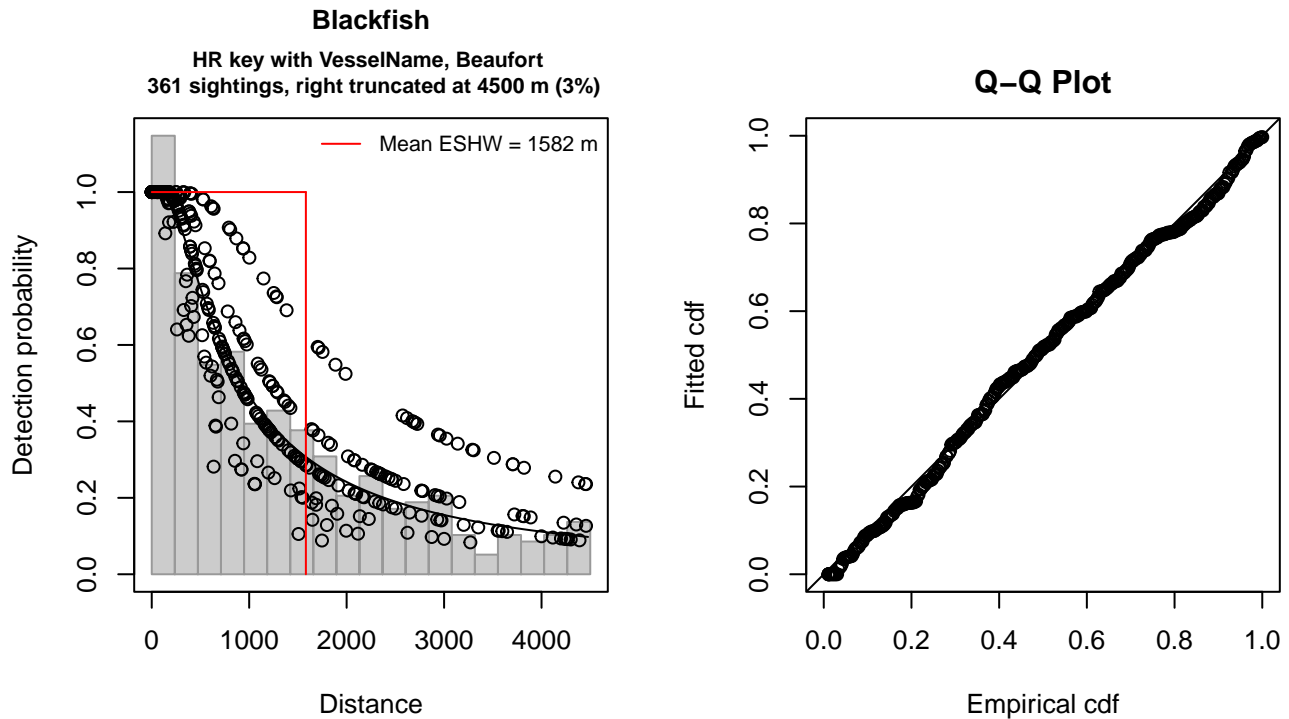 Blackfish
HR key with VesselName, Beaufort
361 sightings, right truncated at 4500 m (3%)
Mean ESHW = 1582 m
Detection probability
0.0 0.2 0.4 0.6 0.8 1.0
0 1000 2000 3000 4000
Distance
Q−Q Plot
Fitted cdf
0.0 0.2 0.4 0.6 0.8 1.0
0.0 0.2 0.4 0.6 0.8 1.0
Empirical cdf